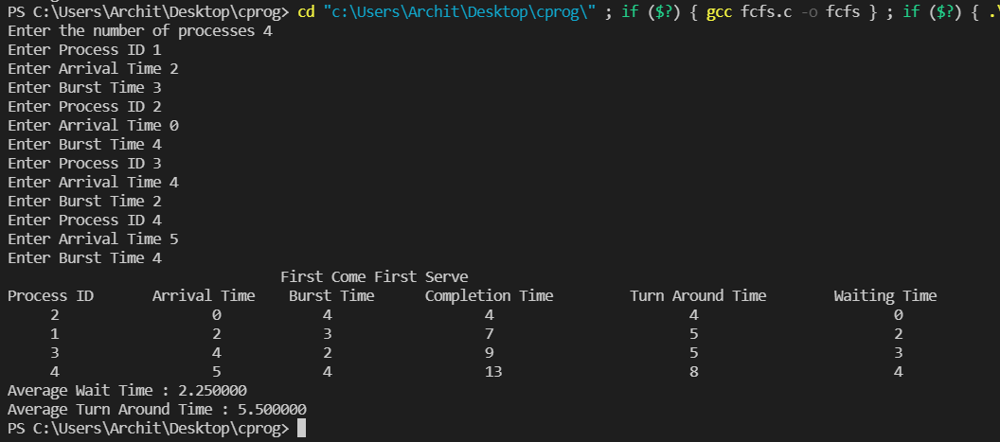 PS C:\Users\Archit\Desktop\cprog> cd "c:\Users\Archit\Desktop\cprog\" ; if ($?) { gcc fcfs.c -o fcfs } ; if ($?) { .\
Enter the number of processes 4
Enter Process ID 1
Enter Arrival Time 2
Enter Burst Time 3
Enter Process ID 2
Enter Arrival Time 0
Enter Burst Time 4
Enter Process ID 3
Enter Arrival Time 4
Enter Burst Time 2
Enter Process ID 4
Enter Arrival Time 5
Enter Burst Time 4
First Come First Serve
Process ID Arrival Time Burst Time Completion Time Turn Around Time Waiting Time
2 0 4 4 4 0
1 2 3 7 5 2
3 4 2 9 5 3
4 5 4 13 8 4
Average Wait Time : 2.250000
Average Turn Around Time : 5.500000
PS C:\Users\Archit\Desktop\cprog>